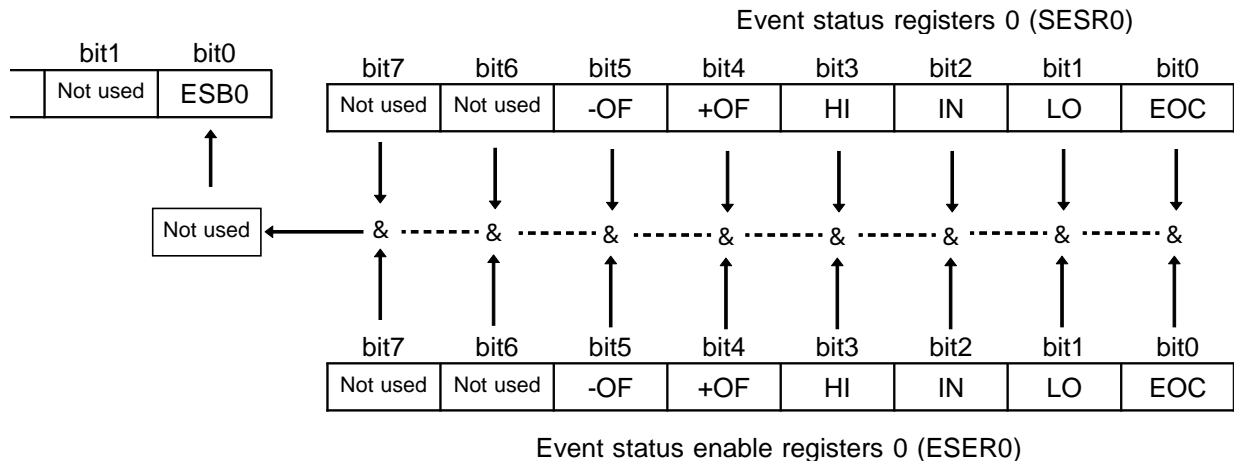 Event status registers 0 (SESR0)
bit1 bit0
bit7 bit6 bit5 bit4 bit3 bit2 bit1 bit0
Not used ESB0
Not used Not used -OF +OF HI IN LO EOC
Not used
& & & & & & & &
bit7 bit6 bit5 bit4 bit3 bit2 bit1 bit0
Not used Not used -OF +OF HI IN LO EOC
Event status enable registers 0 (ESER0)